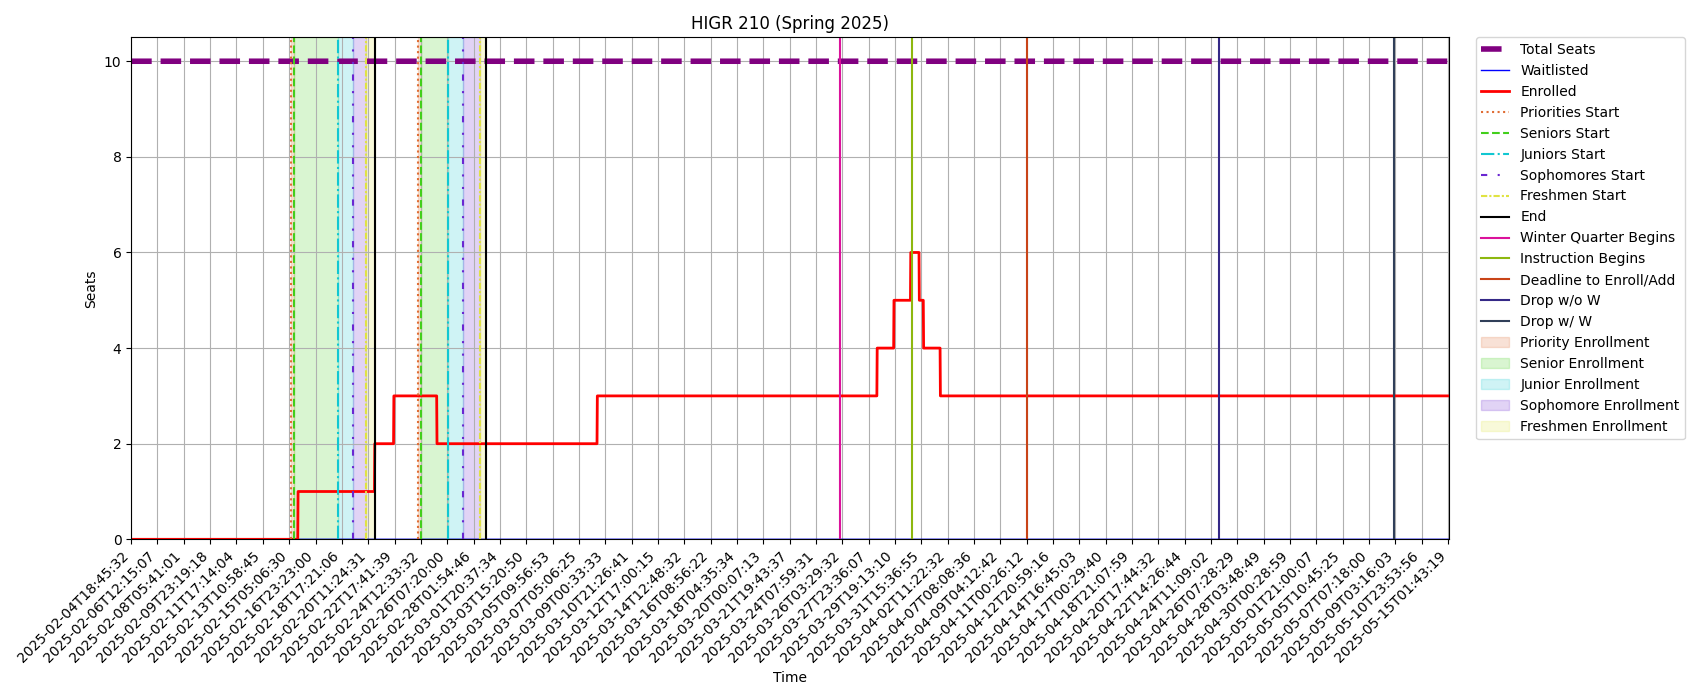 HIGR 210 (Spring 2025)
Seats
10
8
6
4
2
0
2025-02-04T18:45:32
2025-02-06T12:15:07
2025-02-08T05:41:01
2025-02-09T23:19:18
2025-02-11T17:14:04
2025-02-13T10:58:45
2025-02-15T05:06:30
2025-02-16T23:23:00
2025-02-18T17:21:06
2025-02-20T11:24:31
2025-02-22T17:41:39
2025-02-24T12:33:32
2025-02-26T07:20:00
2025-02-28T01:54:46
2025-03-01T20:37:34
2025-03-03T15:20:50
2025-03-05T09:56:53
2025-03-07T05:06:25
2025-03-09T00:33:33
2025-03-10T21:26:41
2025-03-12T17:00:15
2025-03-14T12:48:32
2025-03-16T08:56:22
2025-03-18T04:35:34
2025-03-20T00:07:13
2025-03-21T19:43:37
2025-03-24T07:59:31
2025-03-26T03:29:32
2025-03-27T23:36:07
2025-03-29T19:13:10
2025-03-31T15:36:55
2025-04-02T11:22:32
2025-04-07T08:08:36
2025-04-09T04:12:42
2025-04-11T00:26:12
2025-04-12T20:59:16
2025-04-14T16:45:03
2025-04-17T00:29:40
2025-04-18T21:07:59
2025-04-20T17:44:32
2025-04-22T14:26:44
2025-04-24T11:09:02
2025-04-26T07:28:29
2025-04-28T03:48:49
2025-04-30T00:28:59
2025-05-01T21:00:07
2025-05-05T10:45:25
2025-05-07T07:18:00
2025-05-09T03:16:03
2025-05-10T23:53:56
2025-05-15T01:43:19
Time
Total Seats
Waitlisted
Enrolled
Priorities Start
Seniors Start
Juniors Start
Sophomores Start
Freshmen Start
End
Winter Quarter Begins
Instruction Begins
Deadline to Enroll/Add
Drop w/o W
Drop w/ W
Priority Enrollment
Senior Enrollment
Junior Enrollment
Sophomore Enrollment
Freshmen Enrollment